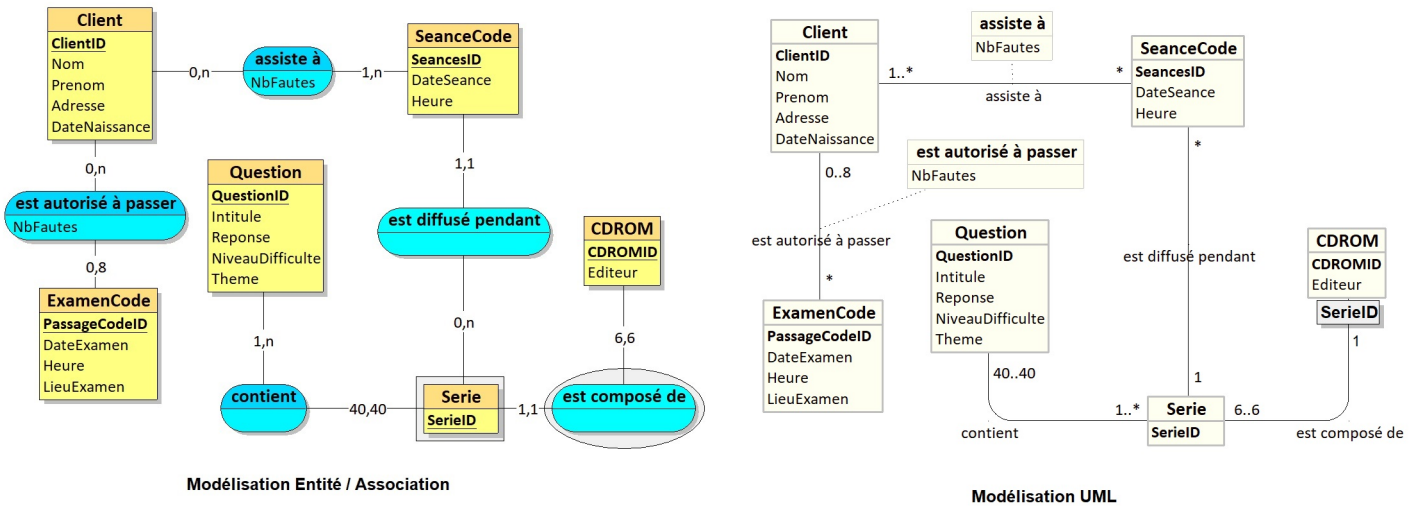 Client
ClientID
Nom
Prenom
Adresse
DateNaissance
0,n
assiste à
NbFautes
1,n
SeanceCode
SeancesID
DateSeance
Heure
0,n
est autorisé à passer
NbFautes
0,8
ExamenCode
PassageCodeID
DateExamen
Heure
LieuExamen
Question
QuestionID
Intitule
Reponse
NiveauDifficulte
Theme
1,n
contient
40,40
1,1
est diffusé pendant
0,n
Serie
SerieID
1,1
est composé de
6,6
CDROM
CDROMID
Editeur
Modélisation Entité / Association
Client
ClientID
Nom
Prenom
Adresse
DateNaissance
1..*
assiste à
NbFautes
assiste à
*
SeanceCode
SeancesID
DateSeance
Heure
0..8
est autorisé à passer
NbFautes
est autorisé à passer
*
ExamenCode
PassageCodeID
DateExamen
Heure
LieuExamen
Question
QuestionID
Intitule
Reponse
NiveauDifficulte
Theme
40..40
contient
1..*
*
est diffusé pendant
1
Serie
SerieID
6..6
est composé de
1
CDROM
CDROMID
Editeur
SerieID
Modélisation UML